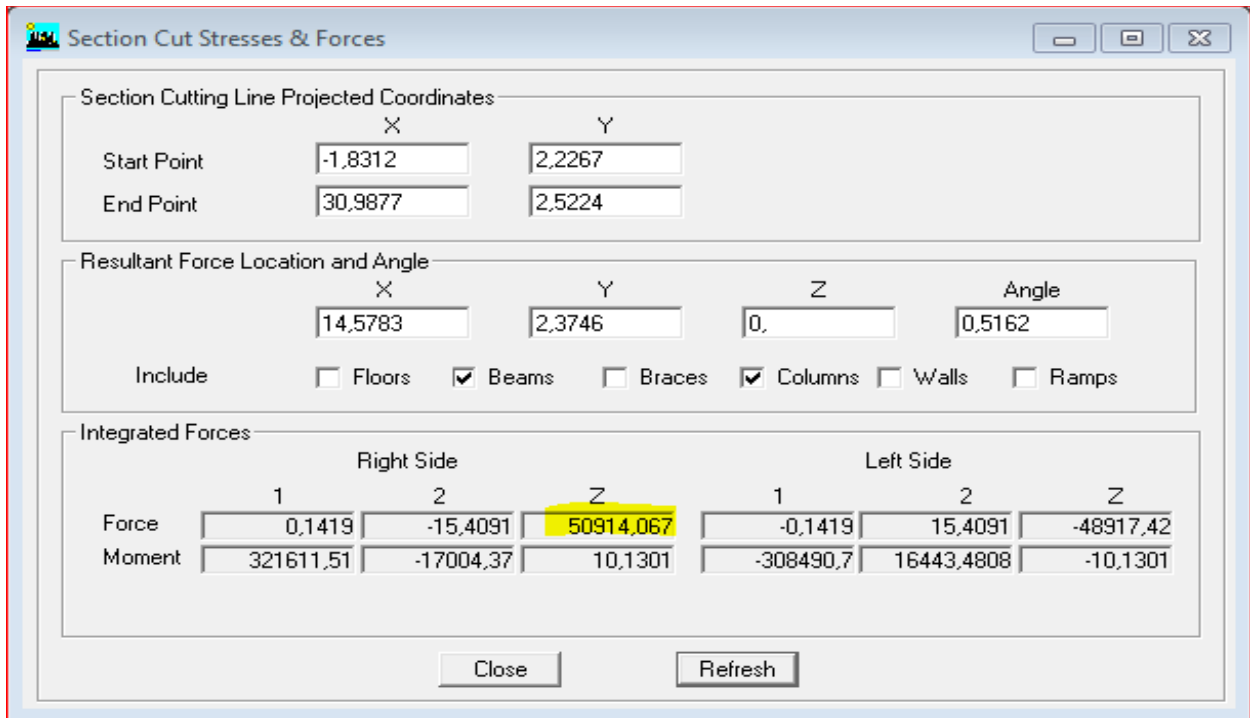 Section Cut Stresses & Forces
Section Cutting Line Projected Coordinates
X Y
Start Point -1,8312 2,2267
End Point 30,9877 2,5224
Resultant Force Location and Angle
X Y Z Angle
14,5783 2,3746 0, 0,5162
Include Floors Beams Braces Columns Walls Ramps
Integrated Forces
Right Side Left Side
1 2 Z 1 2 Z
Force 0,1419 -15,4091 50914,067 -0,1419 15,4091 -48917,42
Moment 321611,51 -17004,37 10,1301 -308490,7 16443,4808 -10,1301
Close Refresh